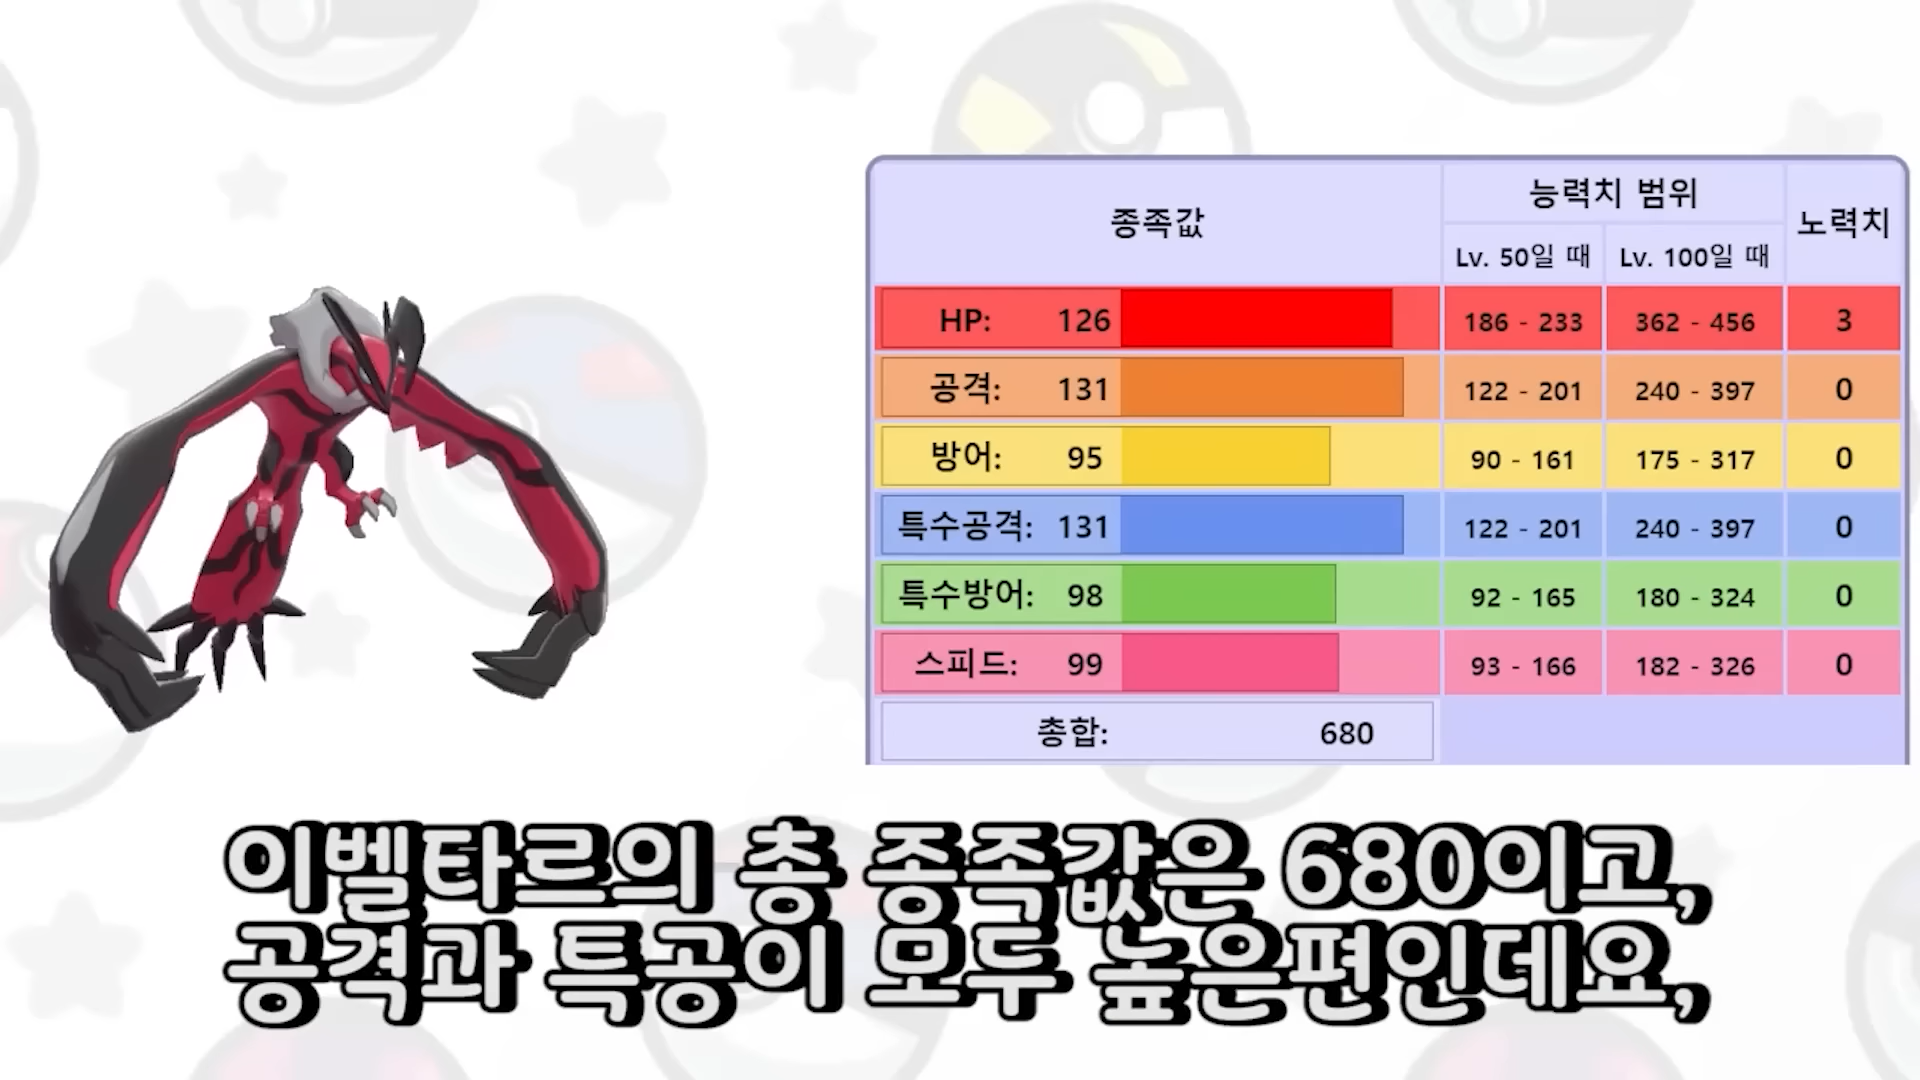 종족값 능력치 범위 노력치
Lv. 50일 때 Lv. 100일 때
HP: 126 186 - 233 362 - 456 3
공격: 131 122 - 201 240 - 397 0
방어: 95 90 - 161 175 - 317 0
특수공격: 131 122 - 201 240 - 397 0
특수방어: 98 92 - 165 180 - 324 0
스피드: 99 93 - 166 182 - 326 0
총합: 680
이벨타르의 총 종족값은 680이고,
공격과 특공이 모두 높은편인데요,